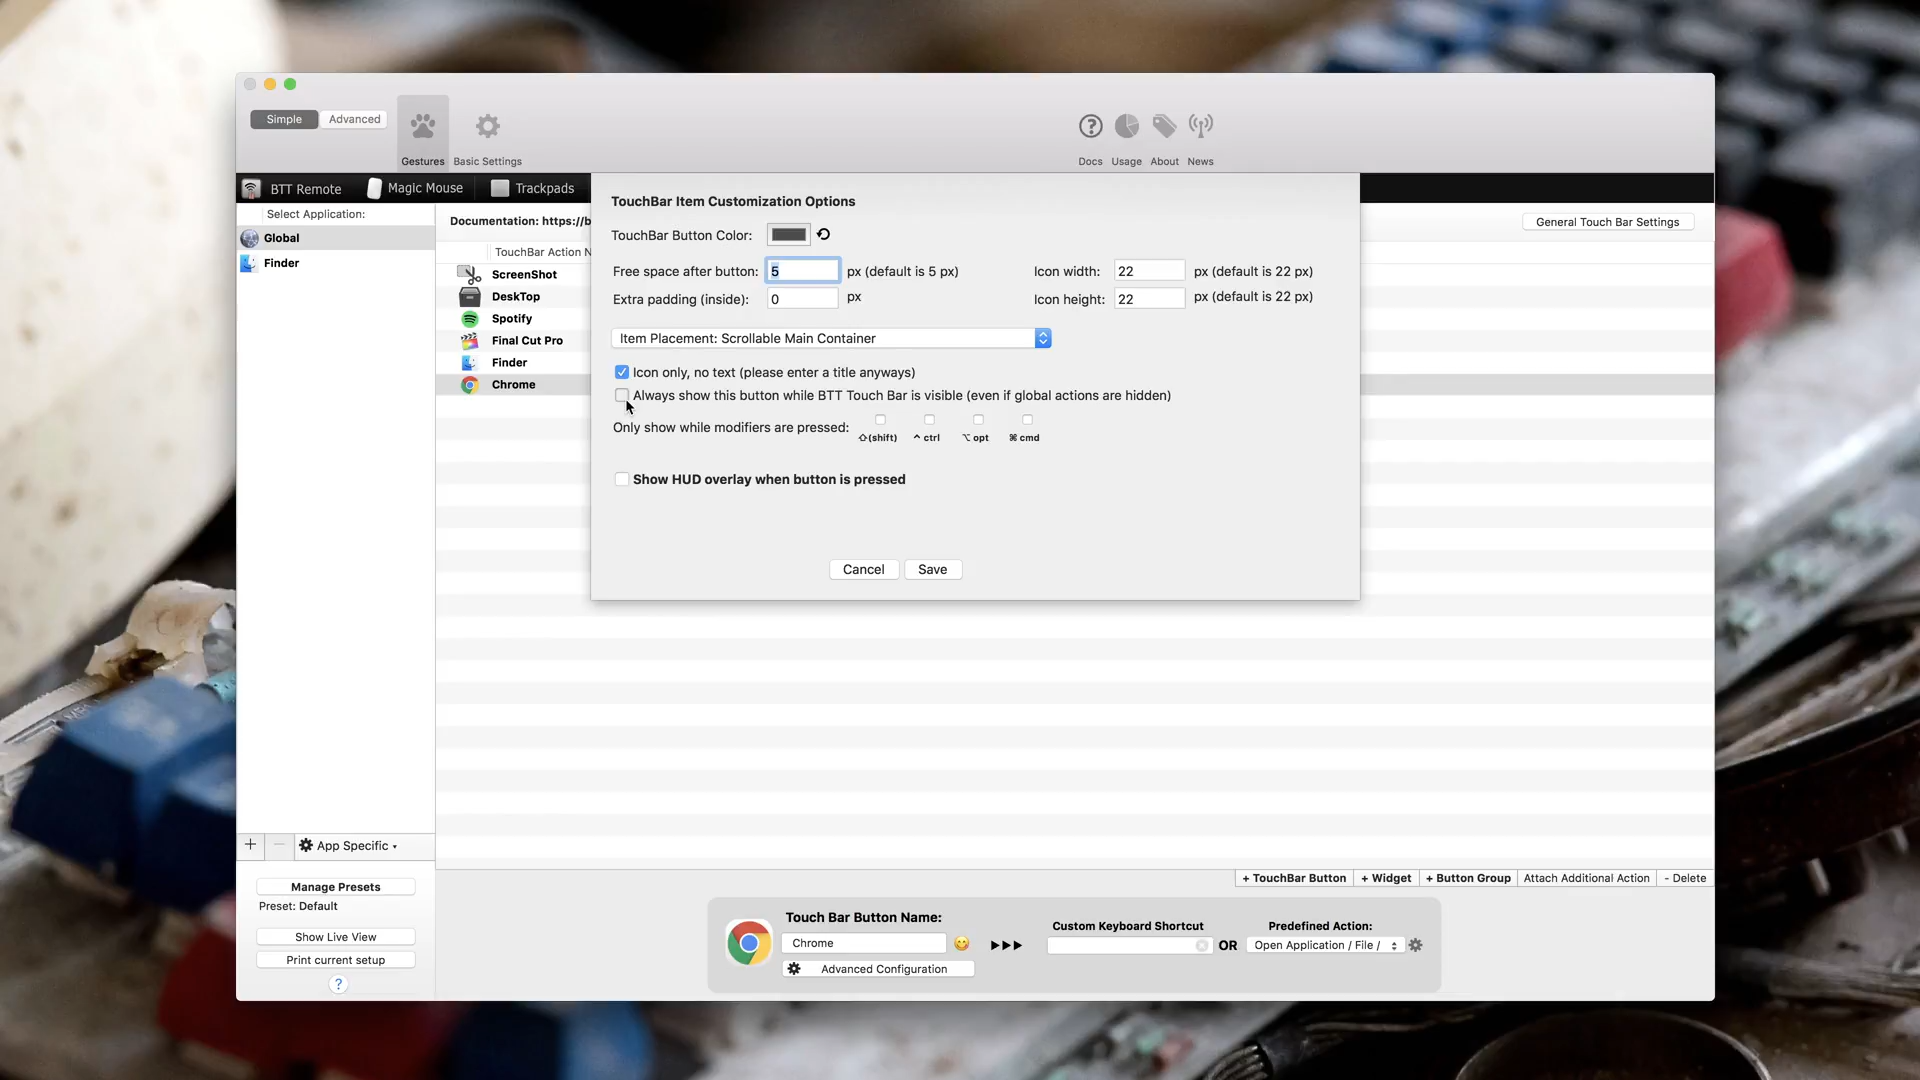 Simple
Advanced
Gestures
Basic Settings
Docs
Usage
About
News
BTT Remote
Magic Mouse
Trackpads
Select Application:
Global
Finder
Documentation: https://b
General Touch Bar Settings
TouchBar Action N
ScreenShot
DeskTop
Spotify
Final Cut Pro
Finder
Chrome
TouchBar Item Customization Options
TouchBar Button Color:
Free space after button: 5 px (default is 5 px)
Icon width: 22 px (default is 22 px)
Extra padding (inside): 0 px
Icon height: 22 px (default is 22 px)
Item Placement: Scrollable Main Container
Icon only, no text (please enter a title anyways)
Always show this button while BTT Touch Bar is visible (even if global actions are hidden)
Only show while modifiers are pressed:
⇧(shift) ⌃ ctrl ⌥ opt ⌘ cmd
Show HUD overlay when button is pressed
Cancel
Save
+ − App Specific
Manage Presets
Preset: Default
Show Live View
Print current setup
?
+ TouchBar Button
+ Widget
+ Button Group
Attach Additional Action
- Delete
Touch Bar Button Name:
Chrome
Advanced Configuration
Custom Keyboard Shortcut
OR
Predefined Action:
Open Application / File /